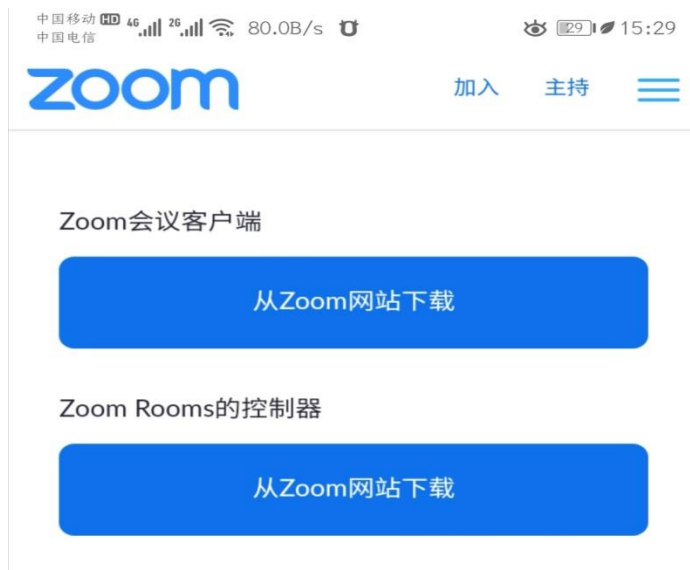 中国移动 HD 4G 2G 80.0B/s 29 15:29
中国电信
zoom 加入 主持
Zoom会议客户端
从Zoom网站下载
Zoom Rooms的控制器
从Zoom网站下载